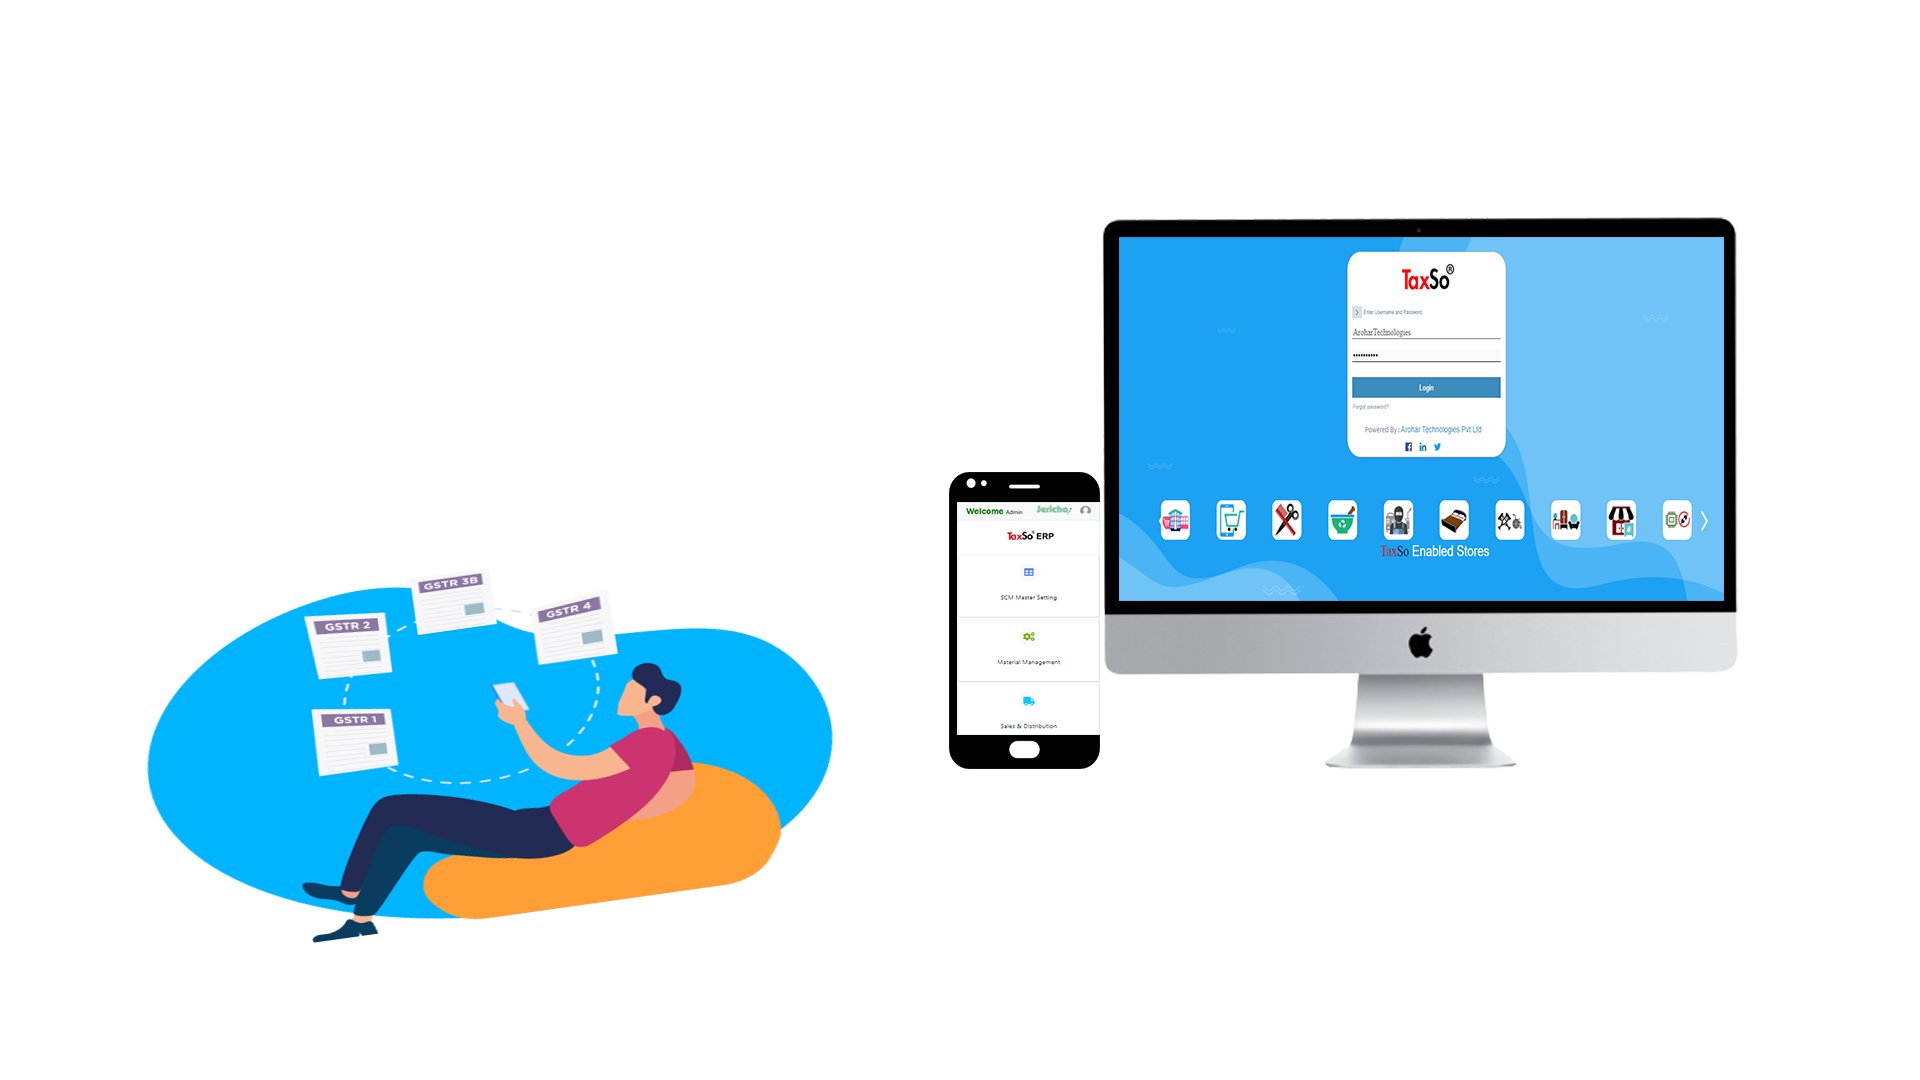 GSTR 3B
GSTR 4
GSTR 2
GSTR 1
Welcome Admin
Jericho
TaxSo® ERP
SCM Master Setting
Material Management
Sales & Distribution
TaxSo®
Enter Username and Password
AroharTechnologies
Login
Forgot password?
Powered By : Arohar Technologies Pvt Ltd
TaxSo Enabled Stores